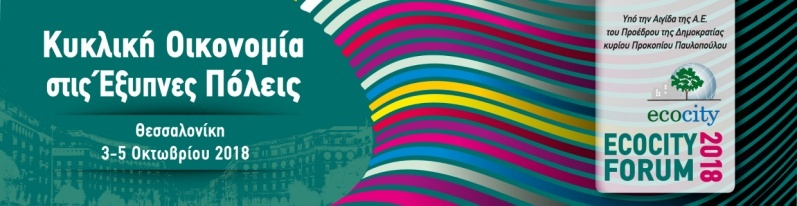 Κυκλική Οικονομία
στις Έξυπνες Πόλεις
Θεσσαλονίκη
3-5 Οκτωβρίου 2018
Υπό την Αιγίδα της Α.Ε.
του Προέδρου της Δημοκρατίας
κυρίου Προκοπίου Παυλοπούλου
ecocity
ECOCITY
FORUM
2018